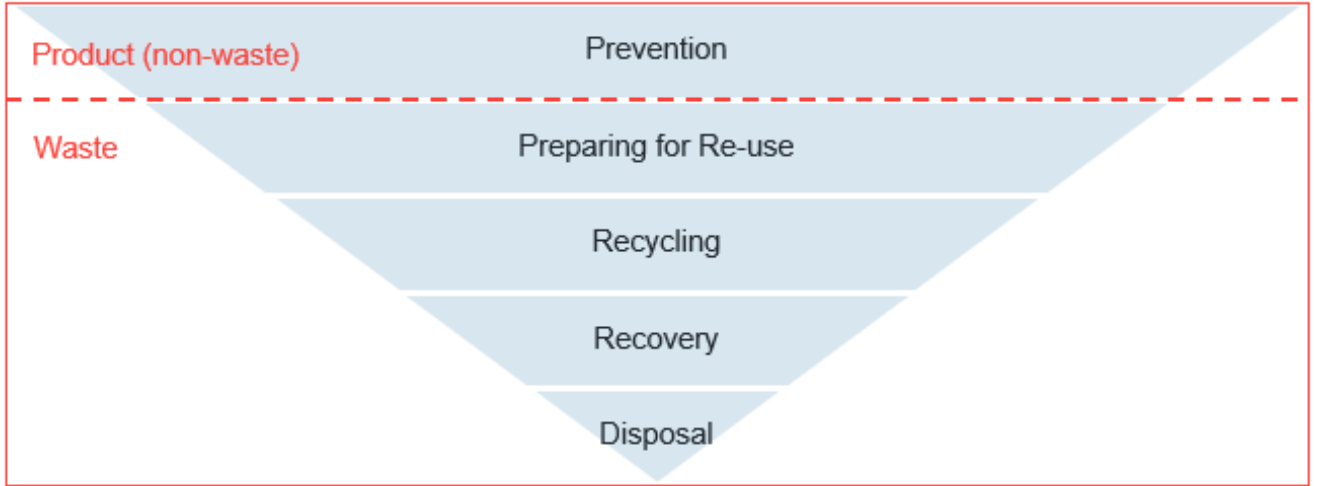 Product (non-waste)
Prevention
Waste
Preparing for Re-use
Recycling
Recovery
Disposal